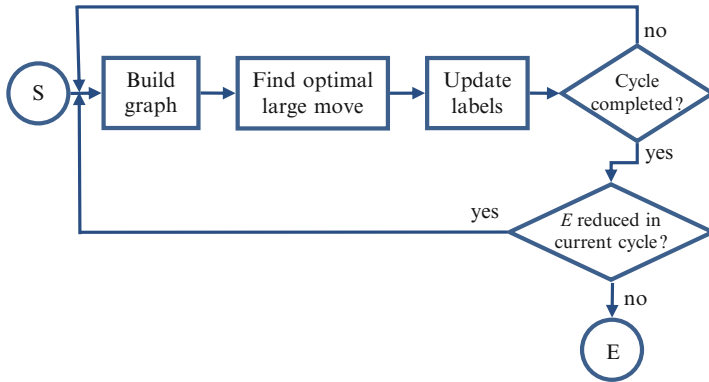 no
S
Build
graph
Find optimal
large move
Update
labels
Cycle
completed?
yes
yes
E reduced in
current cycle?
no
E